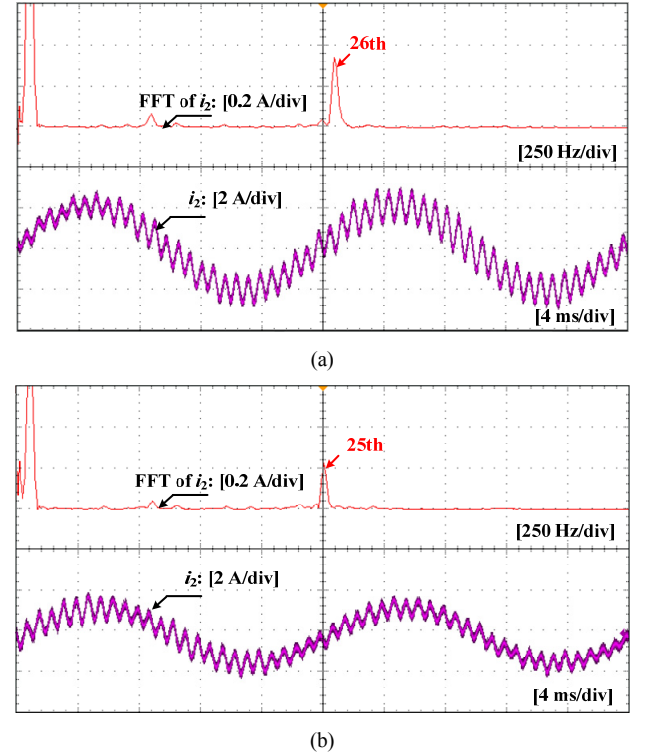 26th
FFT of i2: [0.2 A/div]
[250 Hz/div]
i2: [2 A/div]
[4 ms/div]
(a)
25th
FFT of i2: [0.2 A/div]
[250 Hz/div]
i2: [2 A/div]
[4 ms/div]
(b)